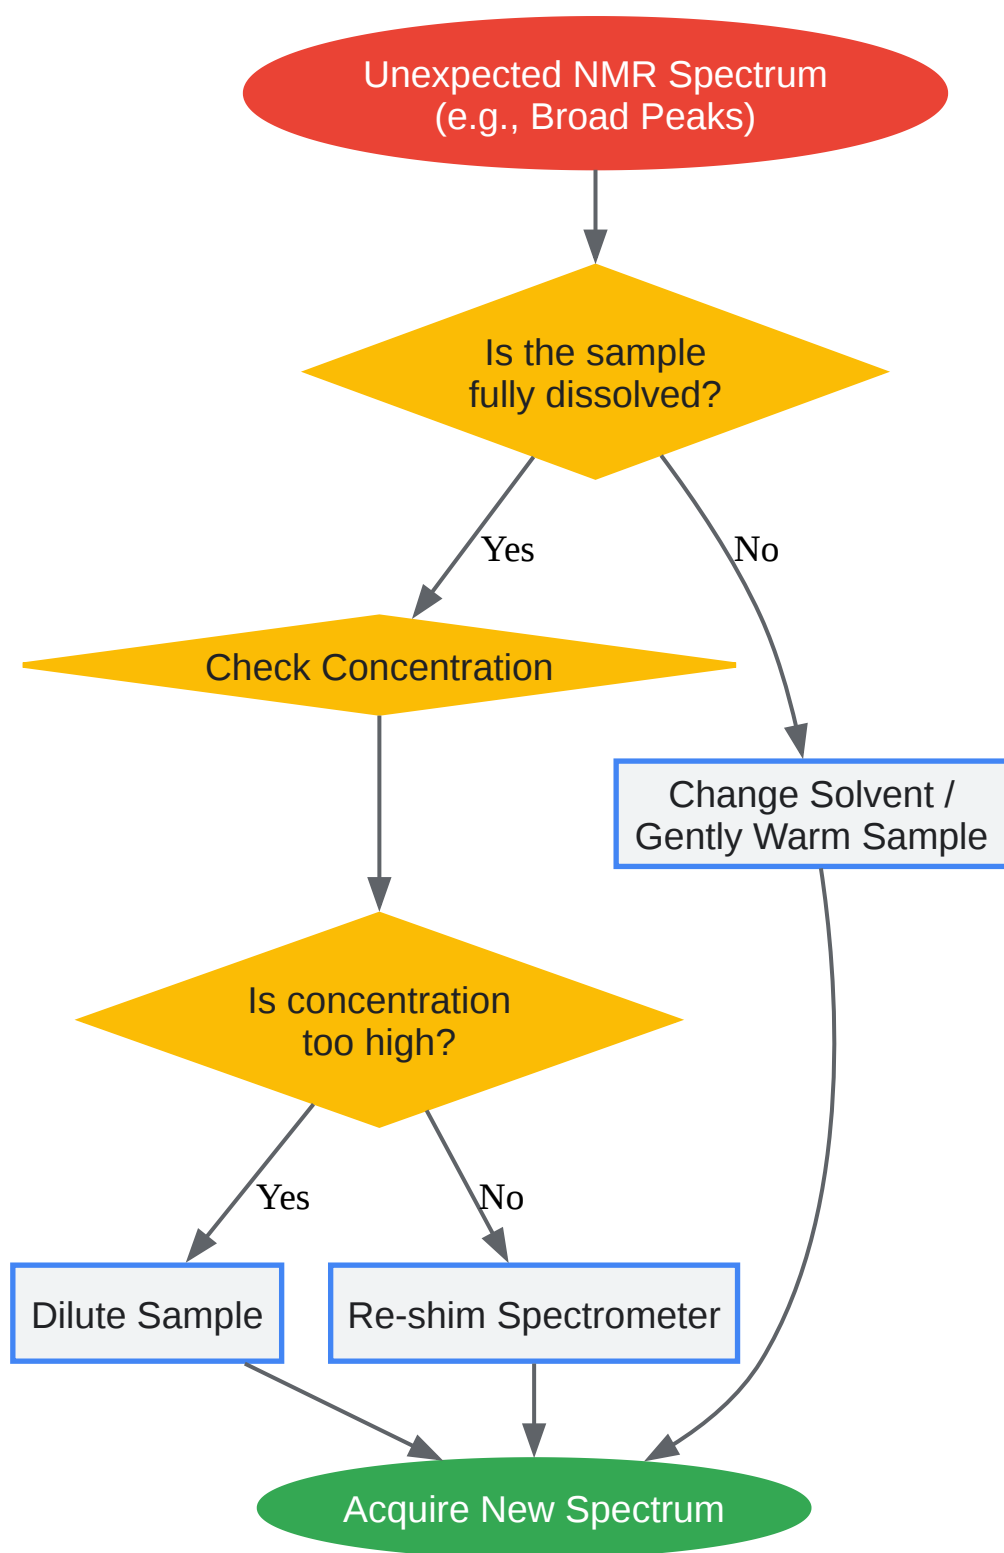 Unexpected NMR Spectrum
(e.g., Broad Peaks)
Is the sample
fully dissolved?
Yes
No
Check Concentration
Change Solvent /
Gently Warm Sample
Is concentration
too high?
Yes
No
Dilute Sample
Re-shim Spectrometer
Acquire New Spectrum